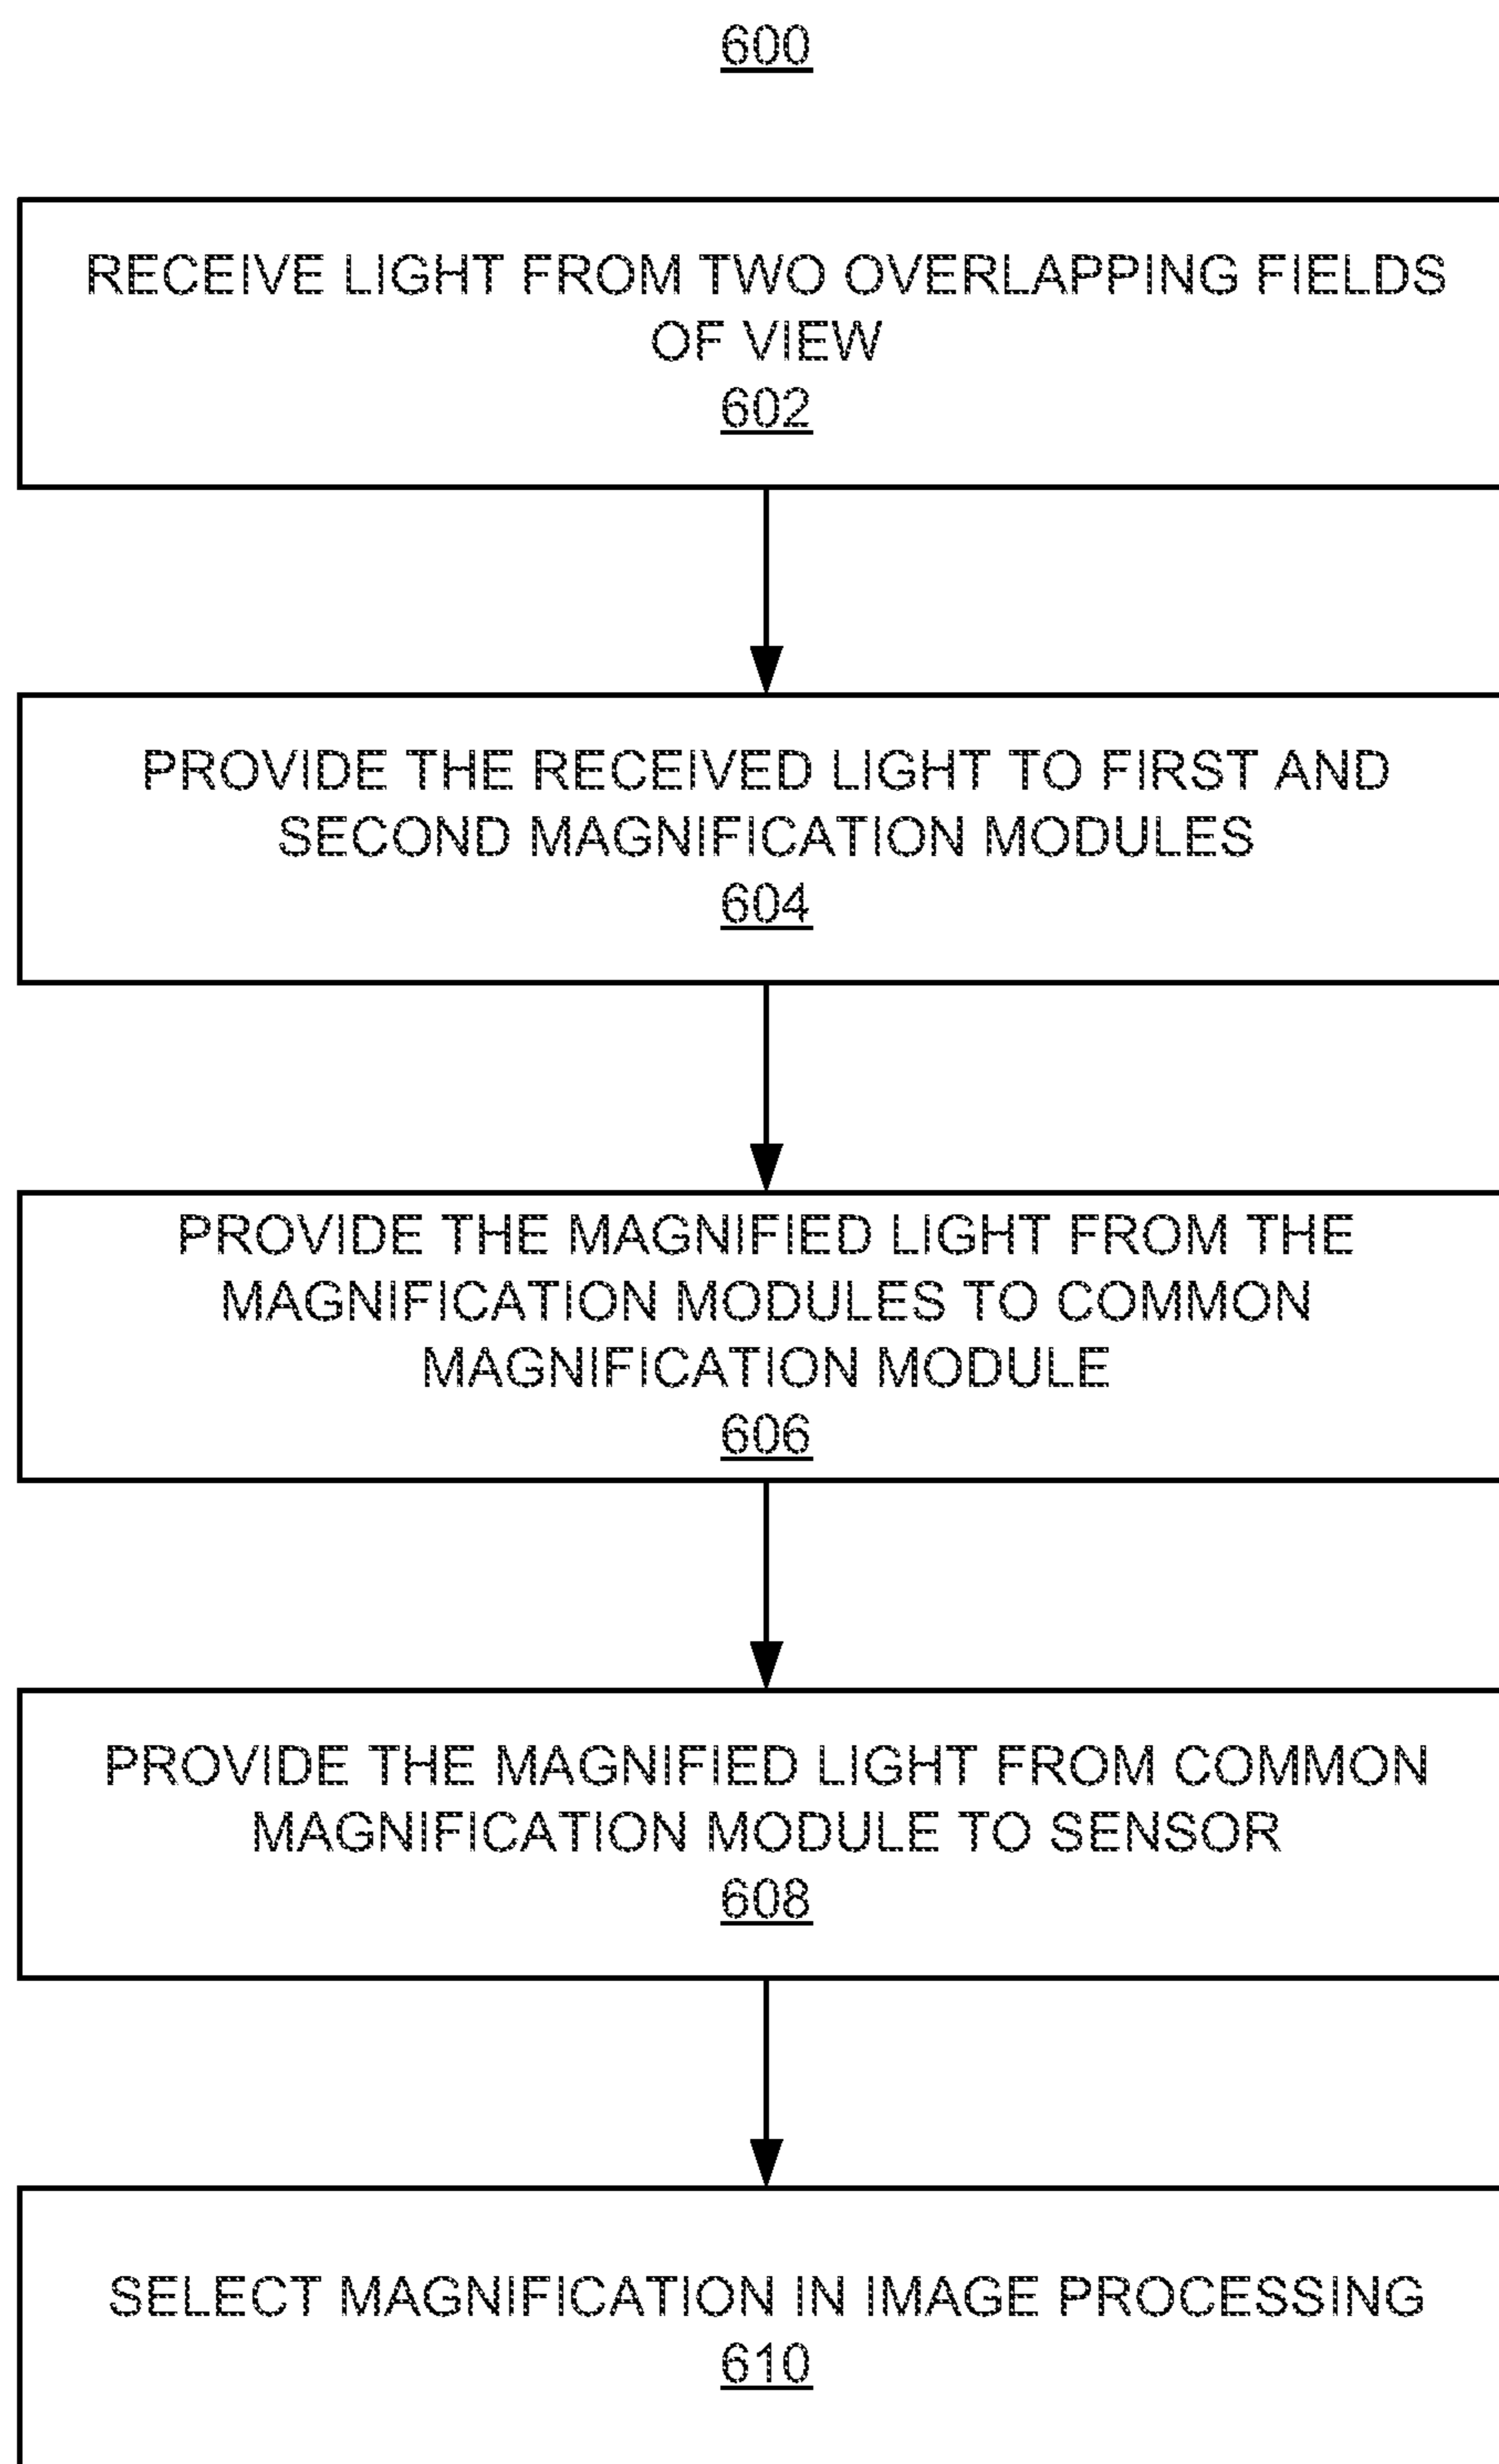 600
RECEIVE LIGHT FROM TWO OVERLAPPING FIELDS
OF VIEW
602
PROVIDE THE RECEIVED LIGHT TO FIRST AND
SECOND MAGNIFICATION MODULES
604
PROVIDE THE MAGNIFIED LIGHT FROM THE
MAGNIFICATION MODULES TO COMMON
MAGNIFICATION MODULE
606
PROVIDE THE MAGNIFIED LIGHT FROM COMMON
MAGNIFICATION MODULE TO SENSOR
608
SELECT MAGNIFICATION IN IMAGE PROCESSING
610